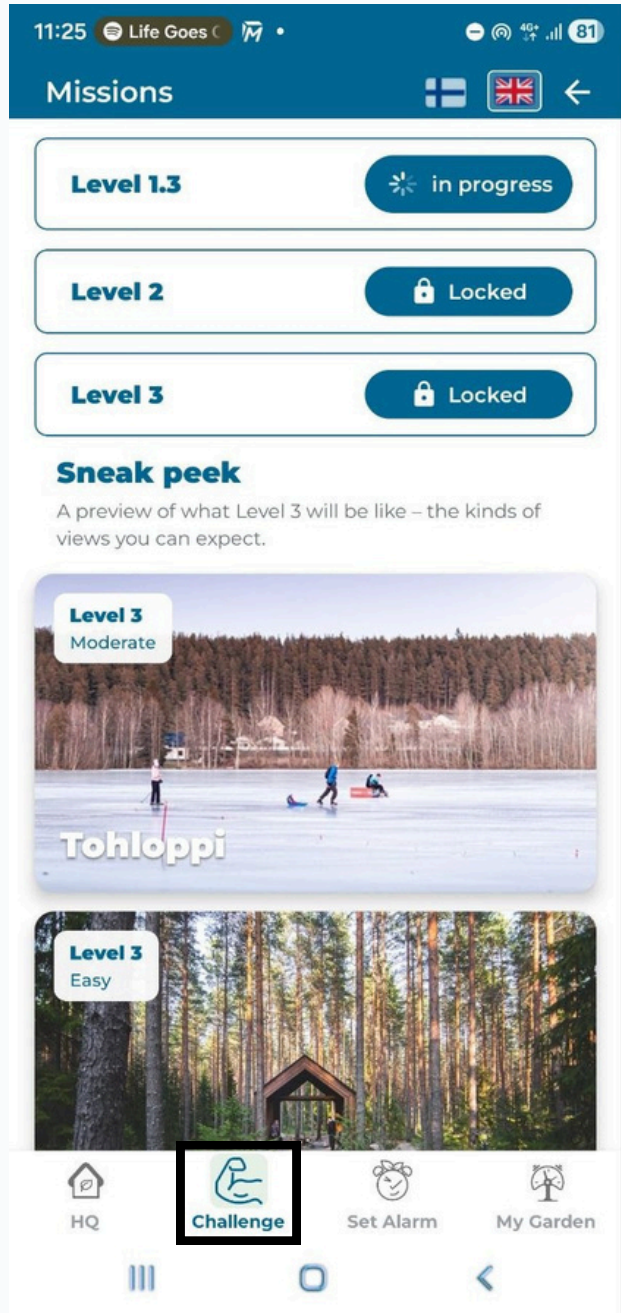 11:25 Life Goes 4G+ 81
Missions
Level 1.3 in progress
Level 2 Locked
Level 3 Locked
Sneak peek
A preview of what Level 3 will be like – the kinds of
views you can expect.
Level 3
Moderate
Tohloppi
Level 3
Easy
HQ Challenge Set Alarm My Garden